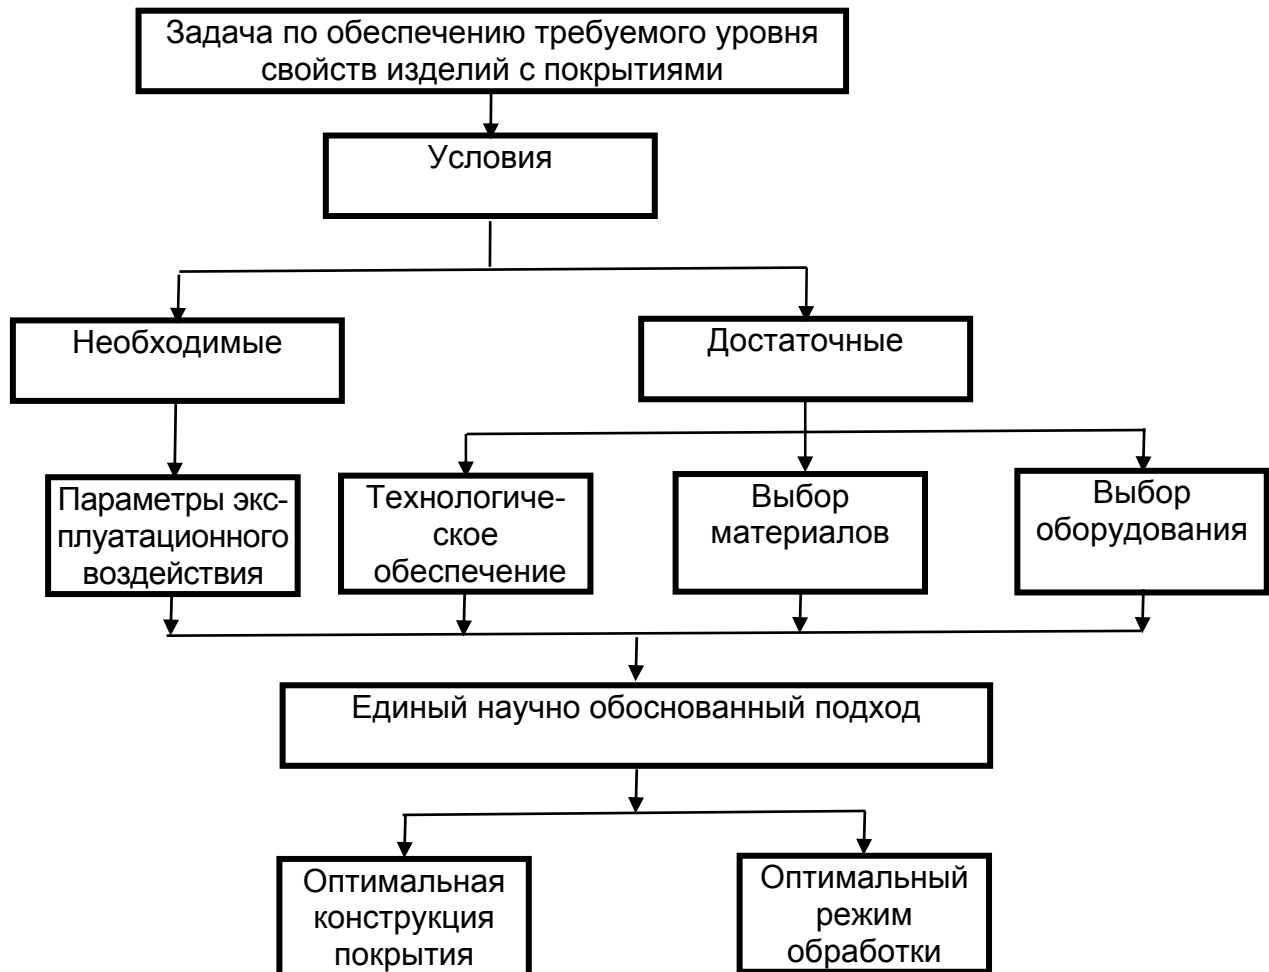 Задача по обеспечению требуемого уровня
свойств изделий с покрытиями
Условия
Необходимые
Достаточные
Параметры экс-
плуатационного
воздействия
Технологиче-
ское
обеспечение
Выбор
материалов
Выбор
оборудования
Единый научно обоснованный подход
Оптимальная
конструкция
покрытия
Оптимальный
режим
обработки